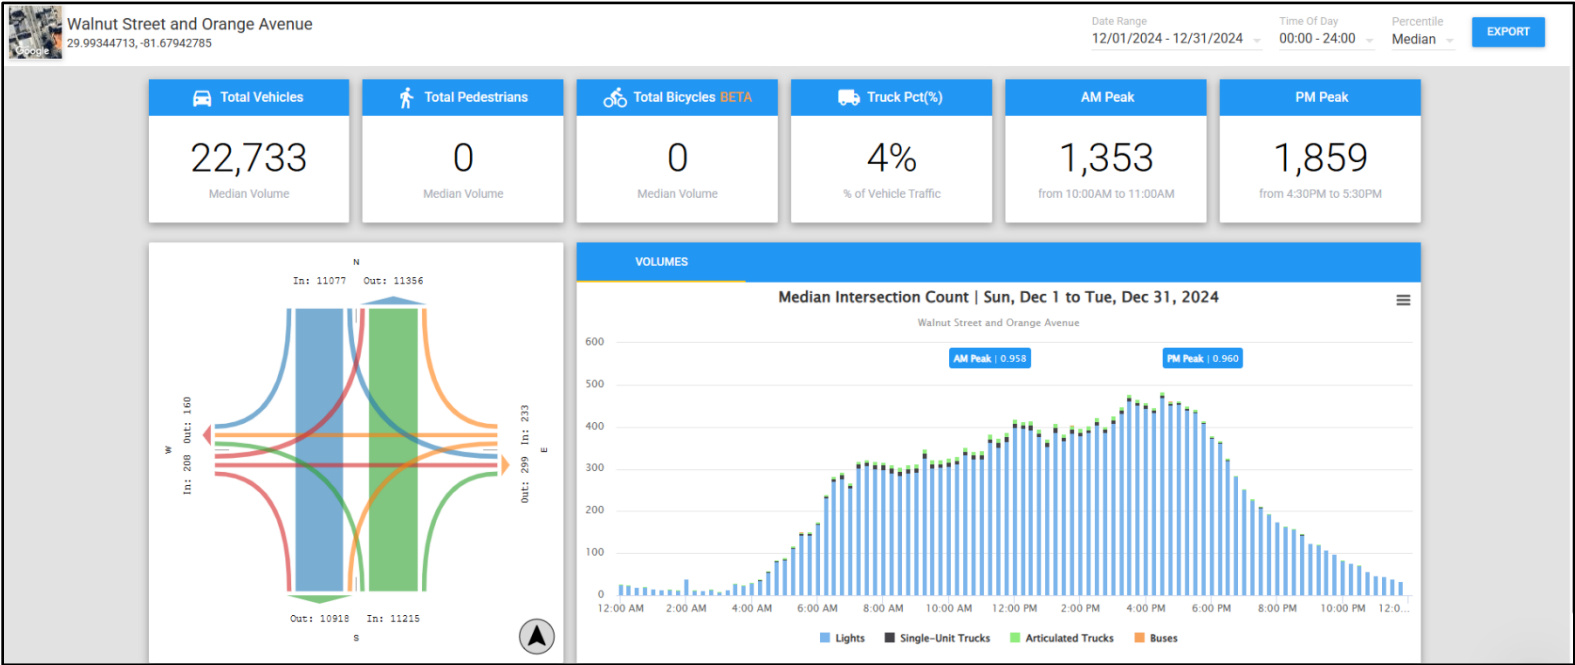 Walnut Street and Orange Avenue
29.99344713, -81.67942785
Google
Date Range
12/01/2024 - 12/31/2024
Time Of Day
00:00 - 24:00
Percentile
Median
EXPORT
Total Vehicles
22,733
Median Volume
Total Pedestrians
0
Median Volume
Total Bicycles BETA
0
Median Volume
Truck Pct(%)
4%
% of Vehicle Traffic
AM Peak
1,353
from 10:00AM to 11:00AM
PM Peak
1,859
from 4:30PM to 5:30PM
N
In: 11077 Out: 11356
W
In: 208 Out: 160
Out: 299 In: 233
E
Out: 10918 In: 11215
S
VOLUMES
Median Intersection Count | Sun, Dec 1 to Tue, Dec 31, 2024
Walnut Street and Orange Avenue
AM Peak | 0.958
PM Peak | 0.960
600
500
400
300
200
100
0
12:00 AM 2:00 AM 4:00 AM 6:00 AM 8:00 AM 10:00 AM 12:00 PM 2:00 PM 4:00 PM 6:00 PM 8:00 PM 10:00 PM 12:0...
Lights Single-Unit Trucks Articulated Trucks Buses